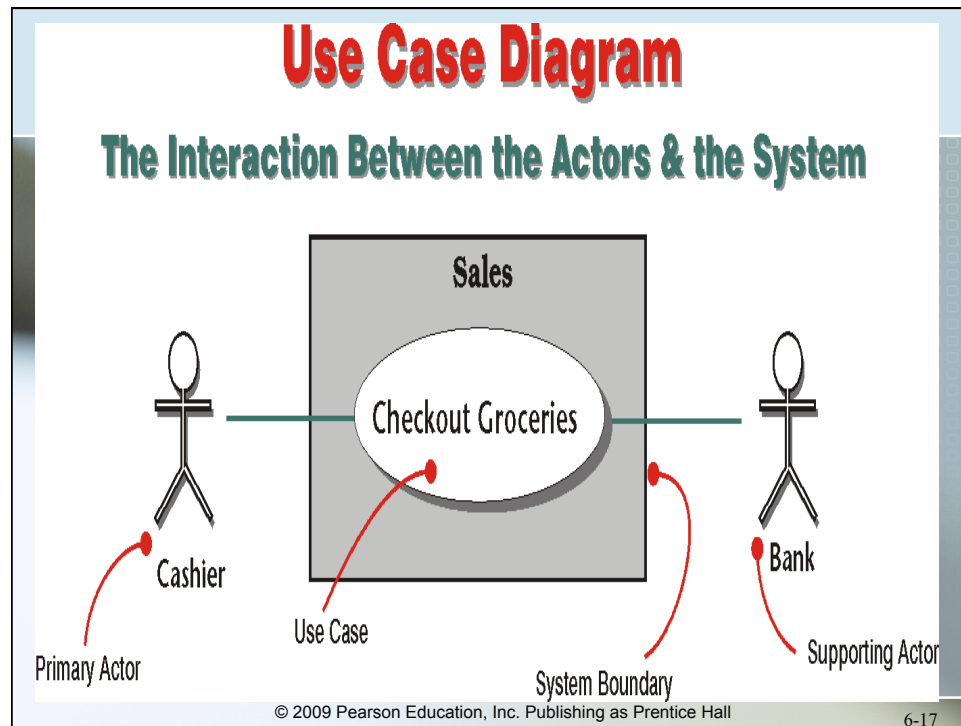 Use Case Diagram
The Interaction Between the Actors & the System
Sales
Checkout Groceries
Cashier
Bank
Use Case
Primary Actor
System Boundary
Supporting Actor
© 2009 Pearson Education, Inc. Publishing as Prentice Hall
6-17